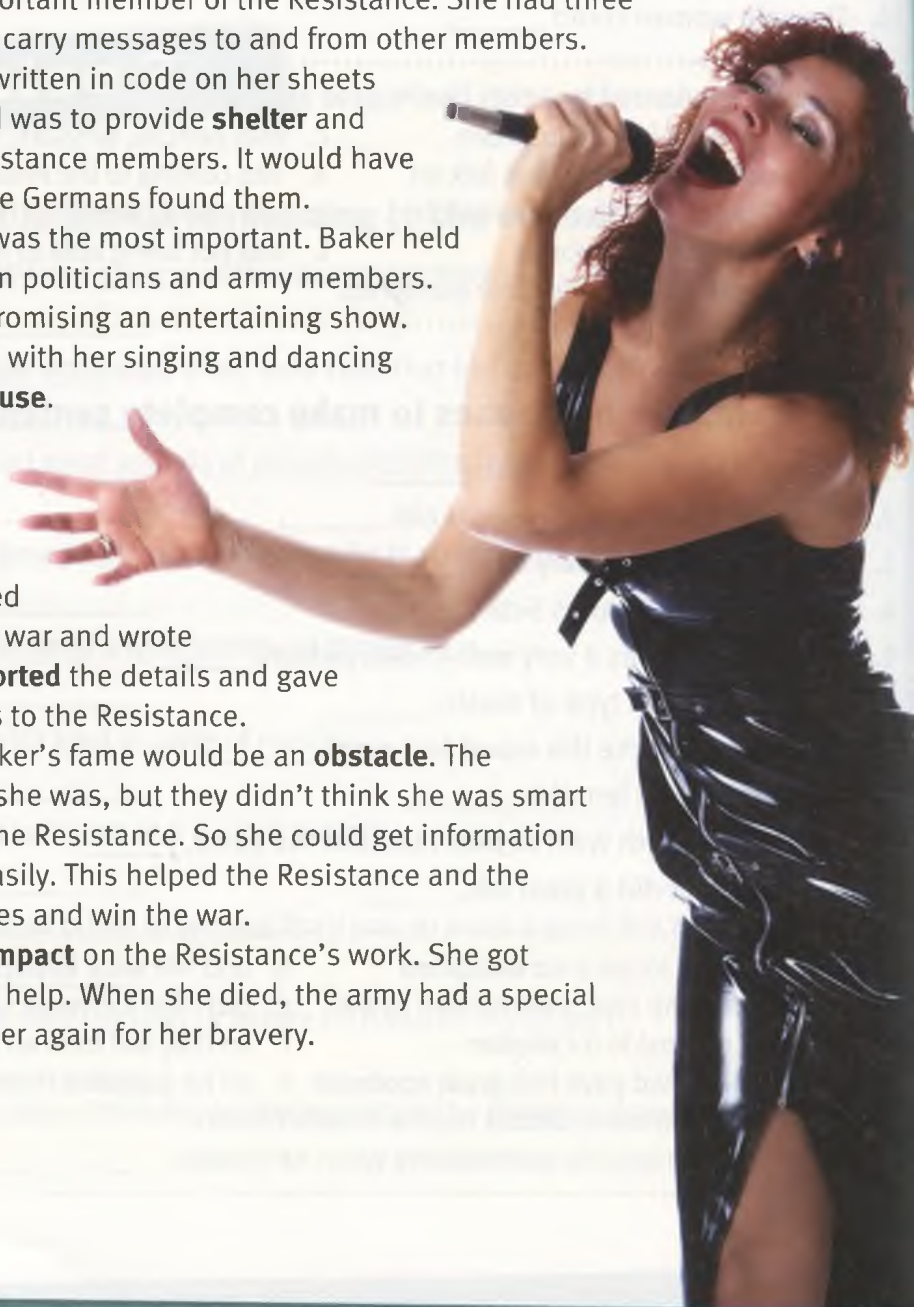 ortant member of the Resistance. She had three
carry messages to and from other members.
written in code on her sheets
was to provide shelter and
stance members. It would have
e Germans found them.
was the most important. Baker held
n politicians and army members.
romising an entertaining show.
with her singing and dancing
use.
ed
war and wrote
orted the details and gave
s to the Resistance.
ker's fame would be an obstacle. The
she was, but they didn't think she was smart
he Resistance. So she could get information
asily. This helped the Resistance and the
es and win the war.
mpact on the Resistance's work. She got
help. When she died, the army had a special
er again for her bravery.